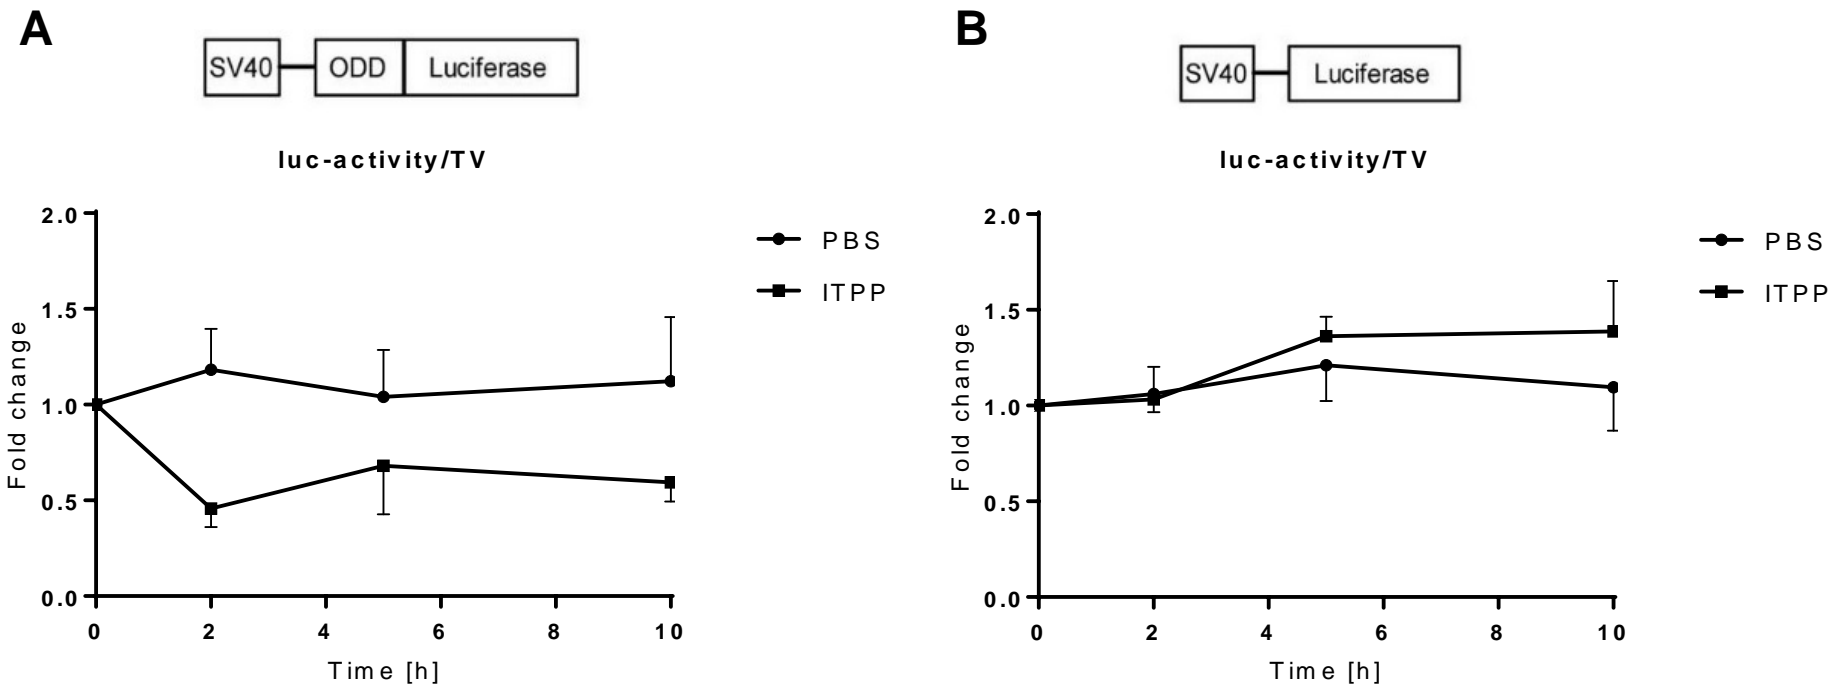 A
SV40 ODD Luciferase
luc-activity/TV
2.0
1.5
1.0
0.5
0.0
Fold change
0 2 4 6 8 10
Time [h]
PBS
ITPP
B
SV40 Luciferase
luc-activity/TV
2.0
1.5
1.0
0.5
0.0
Fold change
0 2 4 6 8 10
Time [h]
PBS
ITPP